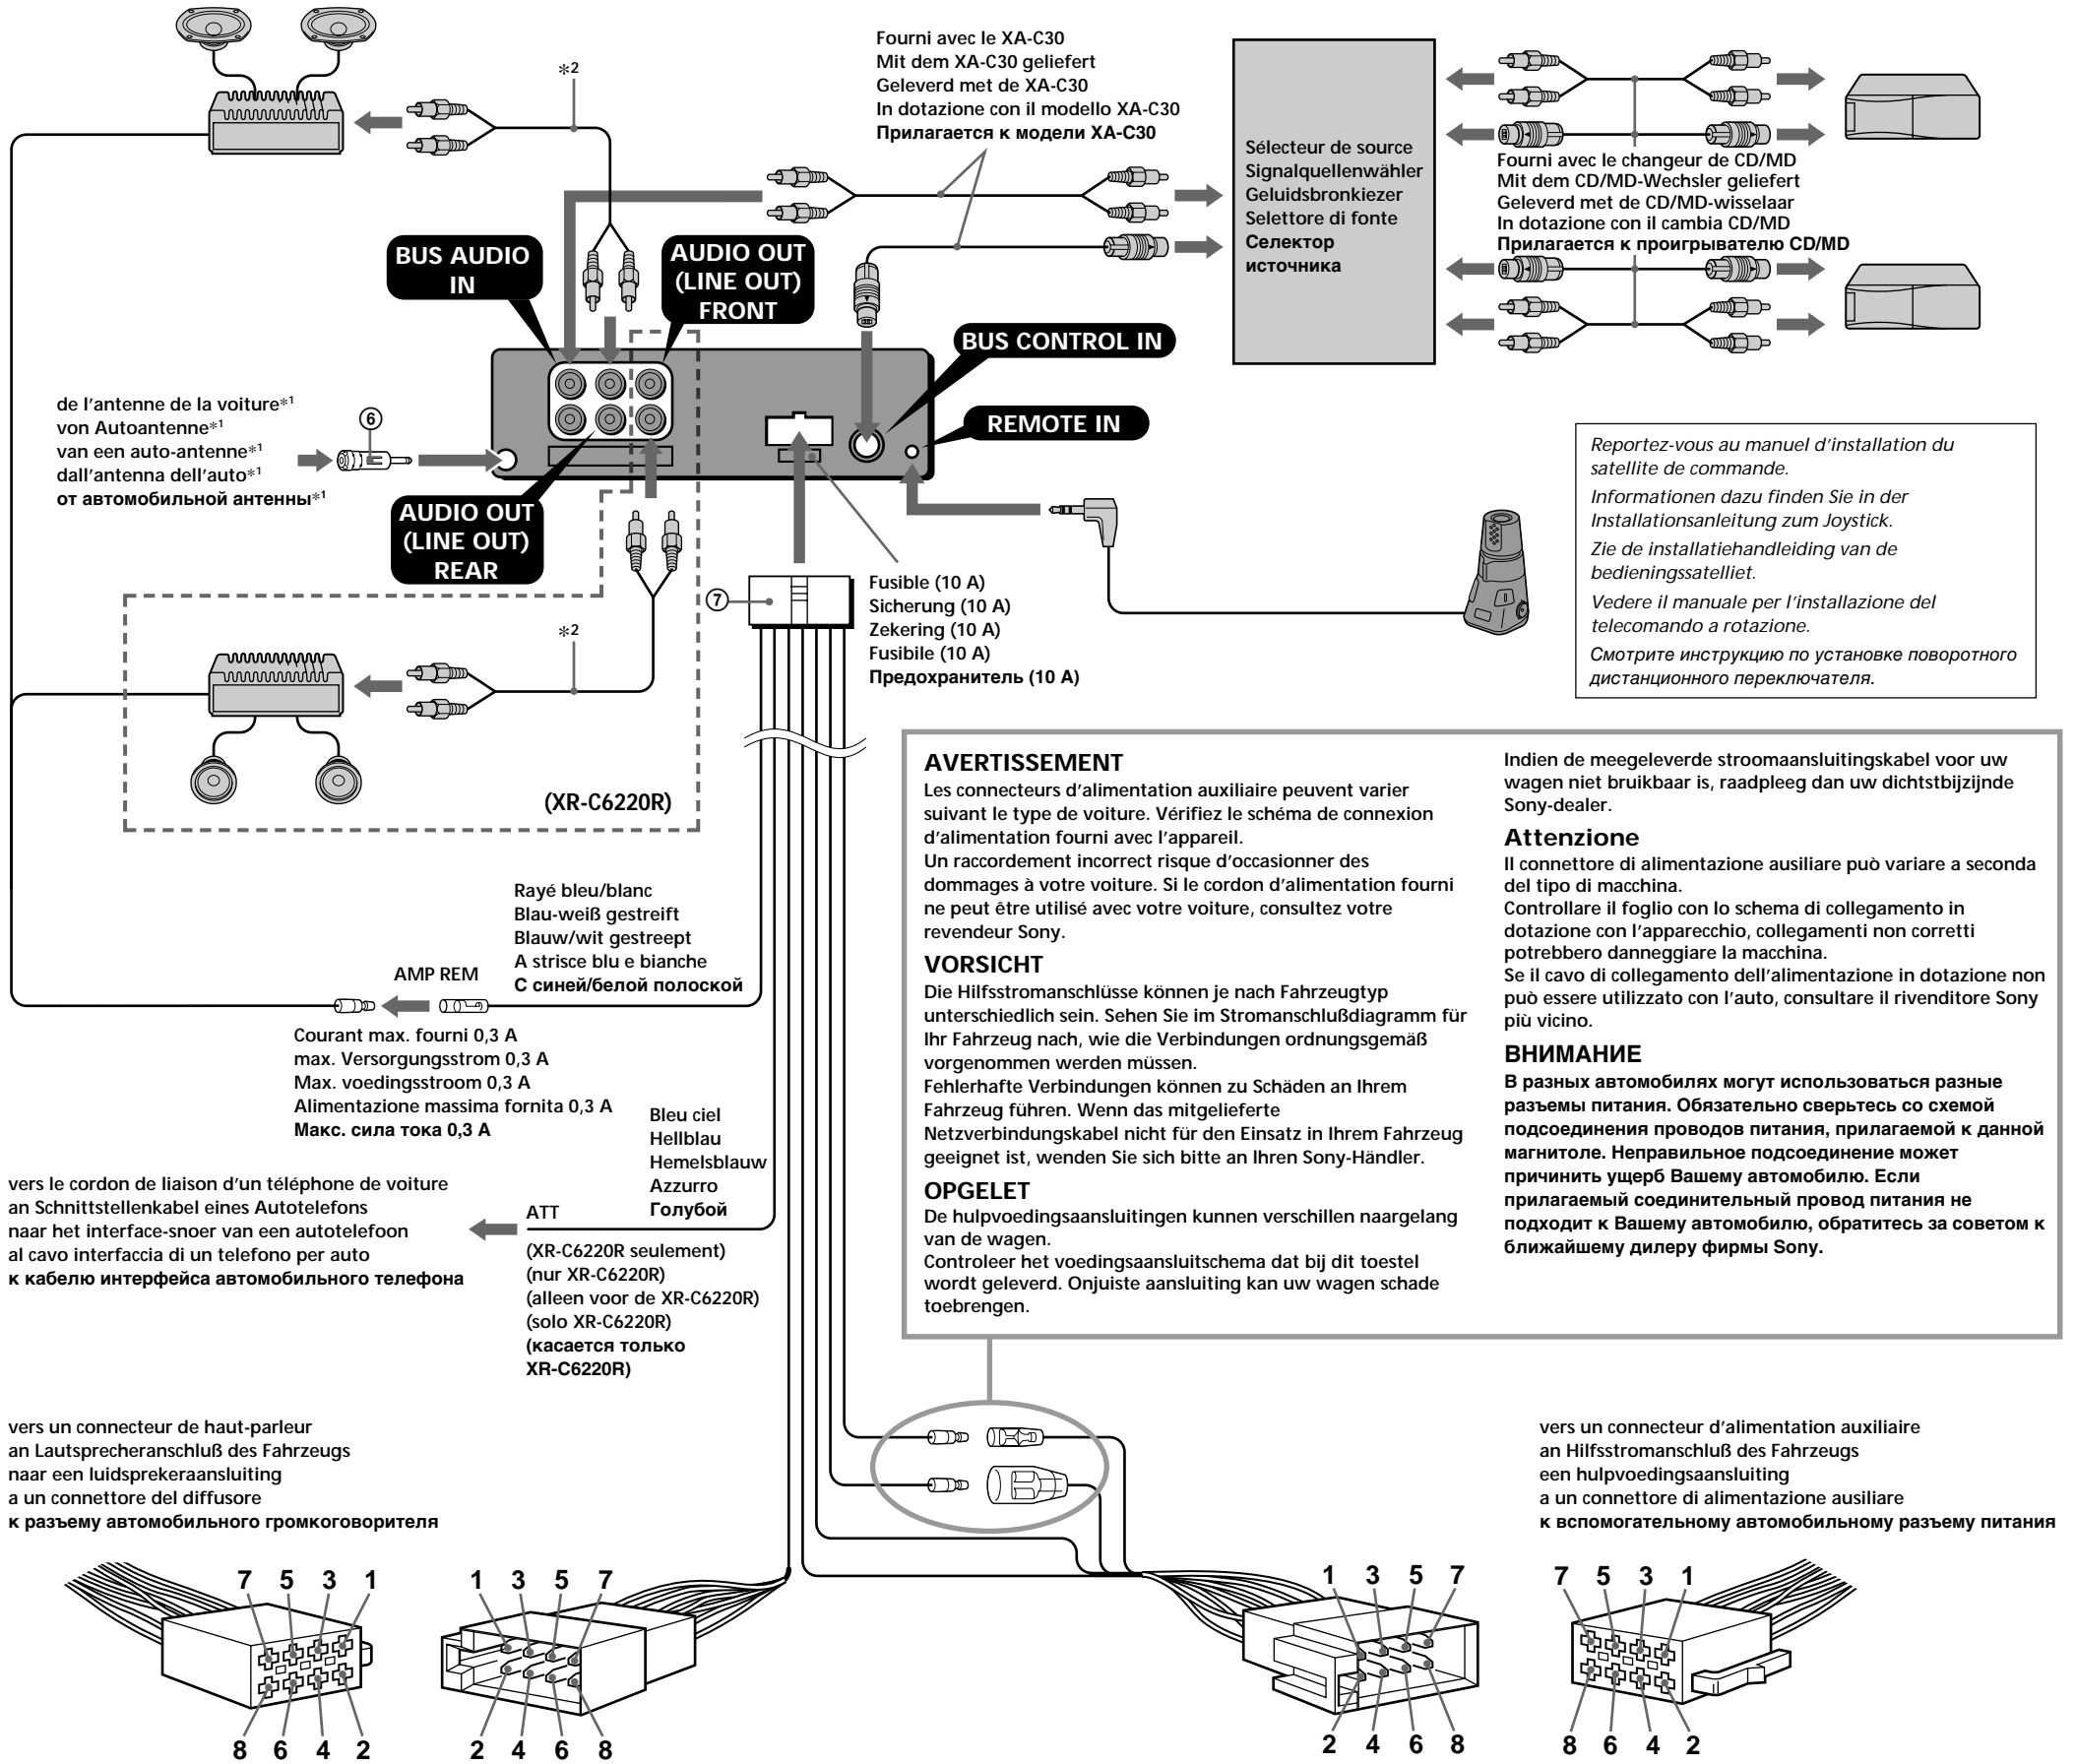 *2
Fourni avec le XA-C30
Mit dem XA-C30 geliefert
Geleverd met de XA-C30
In dotazione con il modello XA-C30
Прилагается к модели XA-C30
Sélecteur de source
Signalquellenwähler
Geluidsbronkiezer
Selettore di fonte
Селектор
источника
Fourni avec le changeur de CD/MD
Mit dem CD/MD-Wechsler geliefert
Geleverd met de CD/MD-wisselaar
In dotazione con il cambia CD/MD
Прилагается к проигрывателю CD/MD
BUS AUDIO
IN
AUDIO OUT
(LINE OUT)
FRONT
BUS CONTROL IN
REMOTE IN
de l'antenne de la voiture*1
von Autoantenne*1
van een auto-antenne*1
dall'antenna dell'auto*1
от автомобильной антенны*1
6
AUDIO OUT
(LINE OUT)
REAR
Reportez-vous au manuel d'installation du
satellite de commande.
Informationen dazu finden Sie in der
Installationsanleitung zum Joystick.
Zie de installatiehandleiding van de
bedieningssatelliet.
Vedere il manuale per l'installazione del
telecomando a rotazione.
Смотрите инструкцию по установке поворотного
дистанционного переключателя.
7
Fusible (10 A)
Sicherung (10 A)
Zekering (10 A)
Fusibile (10 A)
Предохранитель (10 A)
*2
(XR-C6220R)
AVERTISSEMENT
Les connecteurs d'alimentation auxiliaire peuvent varier
suivant le type de voiture. Vérifiez le schéma de connexion
d'alimentation fourni avec l'appareil.
Un raccordement incorrect risque d'occasionner des
dommages à votre voiture. Si le cordon d'alimentation fourni
ne peut être utilisé avec votre voiture, consultez votre
revendeur Sony.
VORSICHT
Die Hilfsstromanschlüsse können je nach Fahrzeugtyp
unterschiedlich sein. Sehen Sie im Stromanschlußdiagramm für
Ihr Fahrzeug nach, wie die Verbindungen ordnungsgemäß
vorgenommen werden müssen.
Fehlerhafte Verbindungen können zu Schäden an Ihrem
Fahrzeug führen. Wenn das mitgelieferte
Netzverbindungskabel nicht für den Einsatz in Ihrem Fahrzeug
geeignet ist, wenden Sie sich bitte an Ihren Sony-Händler.
OPGELET
De hulpvoedingsaansluitingen kunnen verschillen naargelang
van de wagen.
Controleer het voedingsaansluitschema dat bij dit toestel
wordt geleverd. Onjuiste aansluiting kan uw wagen schade
toebrengen.
Indien de meegeleverde stroomaansluitingskabel voor uw
wagen niet bruikbaar is, raadpleeg dan uw dichtstbijzijnde
Sony-dealer.
Attenzione
Il connettore di alimentazione ausiliare può variare a seconda
del tipo di macchina.
Controllare il foglio con lo schema di collegamento in
dotazione con l'apparecchio, collegamenti non corretti
potrebbero danneggiare la macchina.
Se il cavo di collegamento dell'alimentazione in dotazione non
può essere utilizzato con l'auto, consultare il rivenditore Sony
più vicino.
ВНИМАНИЕ
В разных автомобилях могут использоваться разные
разъемы питания. Обязательно сверьтесь со схемой
подсоединения проводов питания, прилагаемой к данной
магнитоле. Неправильное подсоединение может
причинить ущерб Вашему автомобилю. Если
прилагаемый соединительный провод питания не
подходит к Вашему автомобилю, обратитесь за советом к
ближайшему дилеру фирмы Sony.
Rayé bleu/blanc
Blau-weiß gestreift
Blauw/wit gestreept
A strisce blu e bianche
С синей/белой полоской
AMP REM
Courant max. fourni 0,3 A
max. Versorgungsstrom 0,3 A
Max. voedingsstroom 0,3 A
Alimentazione massima fornita 0,3 A
Макс. сила тока 0,3 A
Bleu ciel
Hellblau
Hemelsblauw
Azzurro
Голубой
vers le cordon de liaison d'un téléphone de voiture
an Schnittstellenkabel eines Autotelefons
naar het interface-snoer van een autotelefoon
al cavo interfaccia di un telefono per auto
к кабелю интерфейса автомобильного телефона
ATT
(XR-C6220R seulement)
(nur XR-C6220R)
(alleen voor de XR-C6220R)
(solo XR-C6220R)
(касается только
XR-C6220R)
vers un connecteur de haut-parleur
an Lautsprecheranschluß des Fahrzeugs
naar een luidsprekeraansluiting
a un connettore del diffusore
к разъему автомобильного громкоговорителя
vers un connecteur d'alimentation auxiliaire
an Hilfsstromanschluß des Fahrzeugs
een hulpvoedingsaansluiting
a un connettore di alimentazione ausiliare
к вспомогательному автомобильному разъему питания
7 5 3 1
8 6 4 2
1 3 5 7
2 4 6 8
1 3 5 7
2 4 6 8
7 5 3 1
8 6 4 2